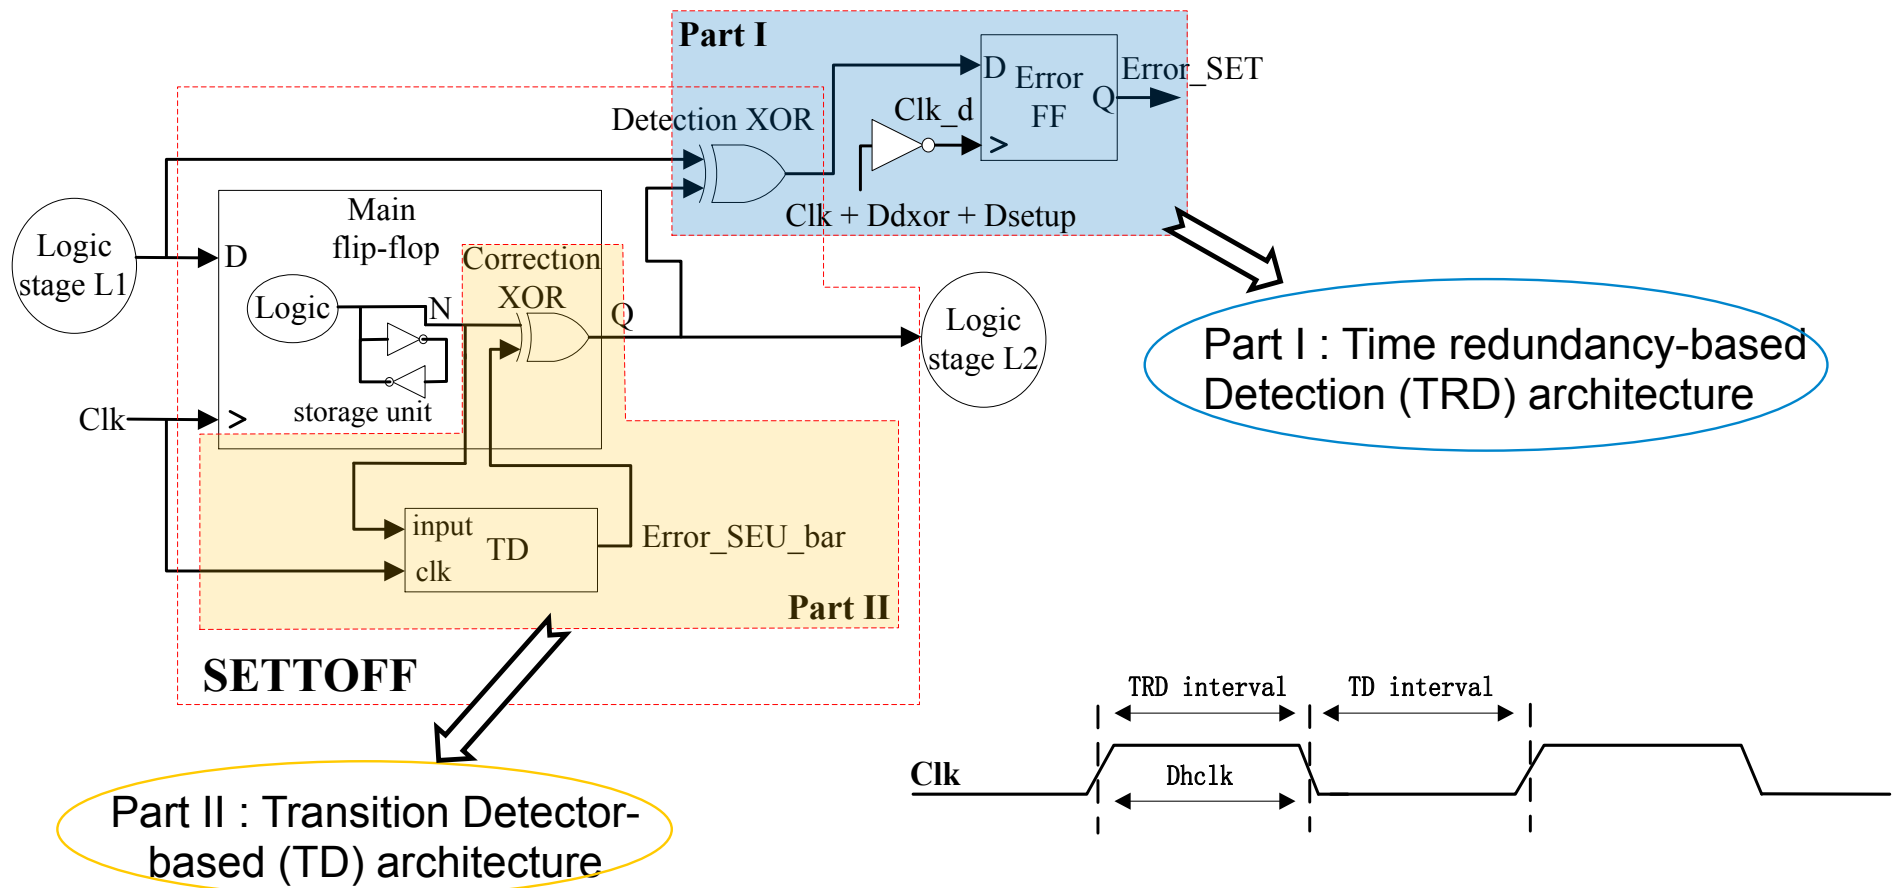 Part I
D
Error
FF
Q
Error_SET
Clk_d
>
Detection XOR
Clk + Ddxor + Dsetup
Logic
stage L1
D
Main
flip-flop
Correction
XOR
Logic
N
Q
storage unit
Clk
>
Logic
stage L2
input
TD
clk
Error_SEU_bar
Part II
SETTOFF
Part I : Time redundancy-based
Detection (TRD) architecture
Part II : Transition Detector-
based (TD) architecture
TRD interval
TD interval
Clk
Dhclk